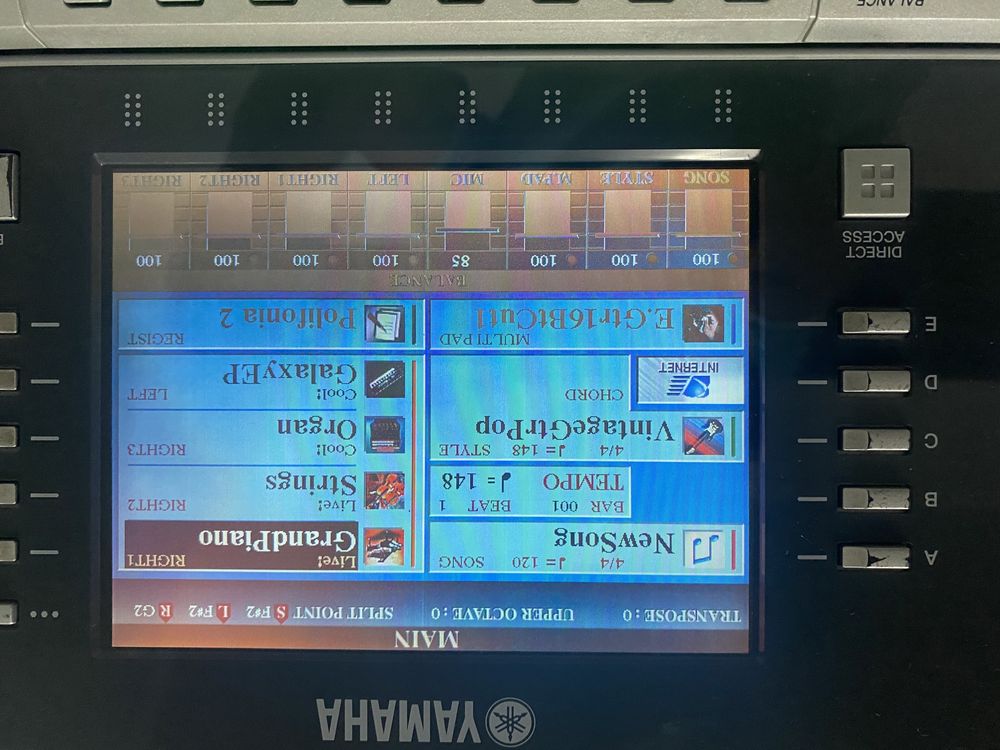 YAMAHA
MAIN
TRANSPOSE : 0 UPPER OCTAVE : 0 SPLIT POINT S F#2 L F#2 R G2
A
4/4 ♩= 120 SONG
NewSong
Live! RIGHT1
GrandPiano
B
BAR 001 BEAT 1
TEMPO ♩= 148
Live! RIGHT2
Strings
C
4/4 ♩= 148 STYLE
VintageGtrPop
Cool! RIGHT3
Organ
D
INTERNET
CHORD
Cool! LEFT
GalaxyEP
E
MULTI PAD
E.Gtr16BtCut1
REGIST
Polifonia 2
BALANCE
100 100 100 85 100 100 100 100
SONG STYLE M.PAD MIC LEFT RIGHT1 RIGHT2 RIGHT3
DIRECT
ACCESS
BALANCE